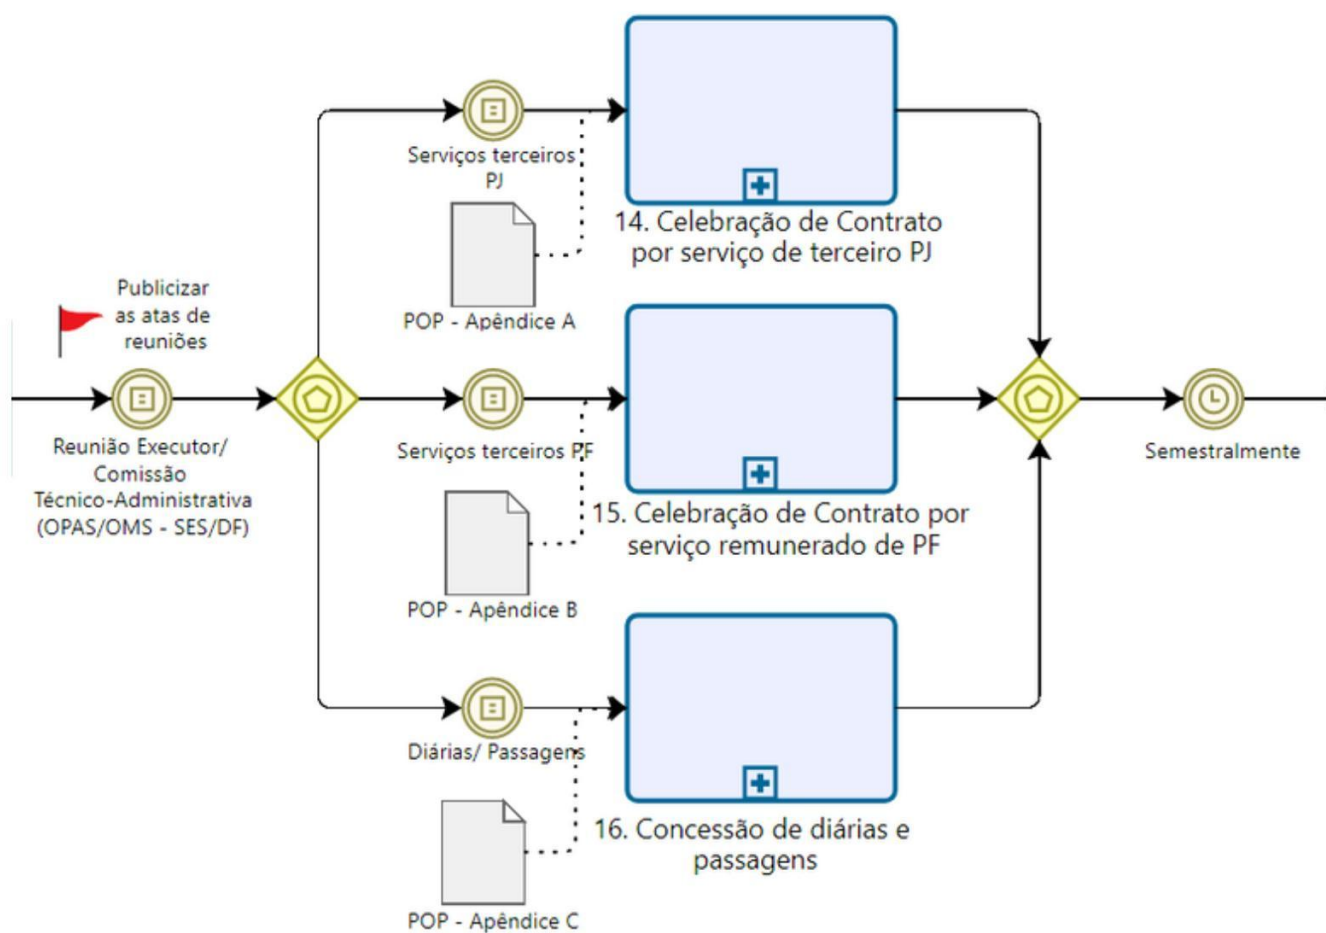 Serviços terceiros
PJ
14. Celebração de Contrato
por serviço de terceiro PJ
POP - Apêndice A
Publicizar
as atas de
reuniões
Reunião Executor/
Comissão
Técnico-Administrativa
(OPAS/OMS - SES/DF)
Serviços terceiros PF
15. Celebração de Contrato por
serviço remunerado de PF
POP - Apêndice B
Semestralmente
Diárias/ Passagens
16. Concessão de diárias e
passagens
POP - Apêndice C